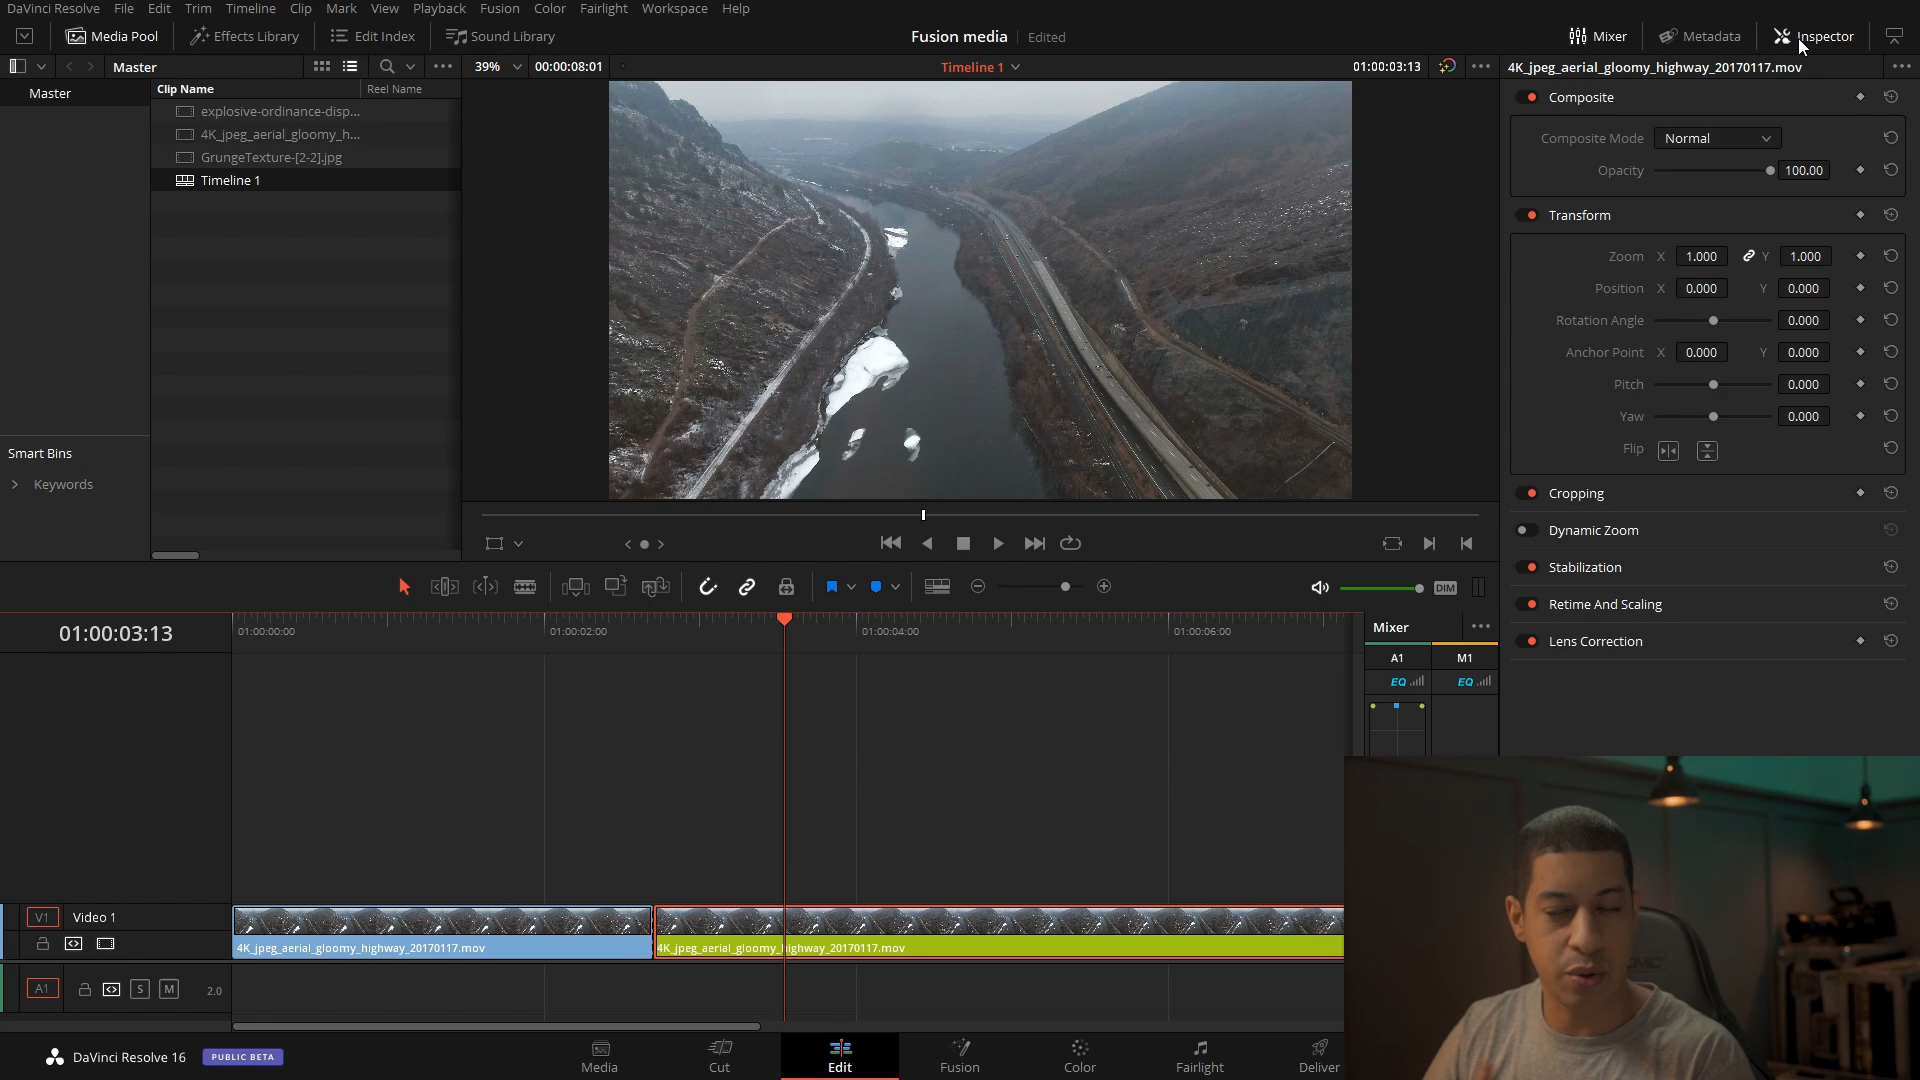 DaVinci Resolve File Edit Trim Timeline Clip Mark View Playback Fusion Color Fairlight Workspace Help
Media Pool Effects Library Edit Index Sound Library Fusion media Edited Mixer Metadata Inspector
Master 39% 00:00:08:01 Timeline 1 01:00:03:13 4K_jpeg_aerial_gloomy_highway_20170117.mov
Master
Clip Name Reel Name
explosive-ordinance-disp...
4K_jpeg_aerial_gloomy_h...
GrungeTexture-[2-2].jpg
Timeline 1
Smart Bins
Keywords
Composite
Composite Mode Normal
Opacity 100.00
Transform
Zoom X 1.000 Y 1.000
Position X 0.000 Y 0.000
Rotation Angle 0.000
Anchor Point X 0.000 Y 0.000
Pitch 0.000
Yaw 0.000
Flip
Cropping
Dynamic Zoom
Stabilization
Retime And Scaling
Lens Correction
DIM
01:00:03:13 01:00:00:00 01:00:02:00 01:00:04:00 01:00:06:00
Mixer
A1 M1
EQ EQ
V1 Video 1
4K_jpeg_aerial_gloomy_highway_20170117.mov 4K_jpeg_aerial_gloomy_highway_20170117.mov
A1 S M 2.0
DaVinci Resolve 16 PUBLIC BETA
Media Cut Edit Fusion Color Fairlight Deliver